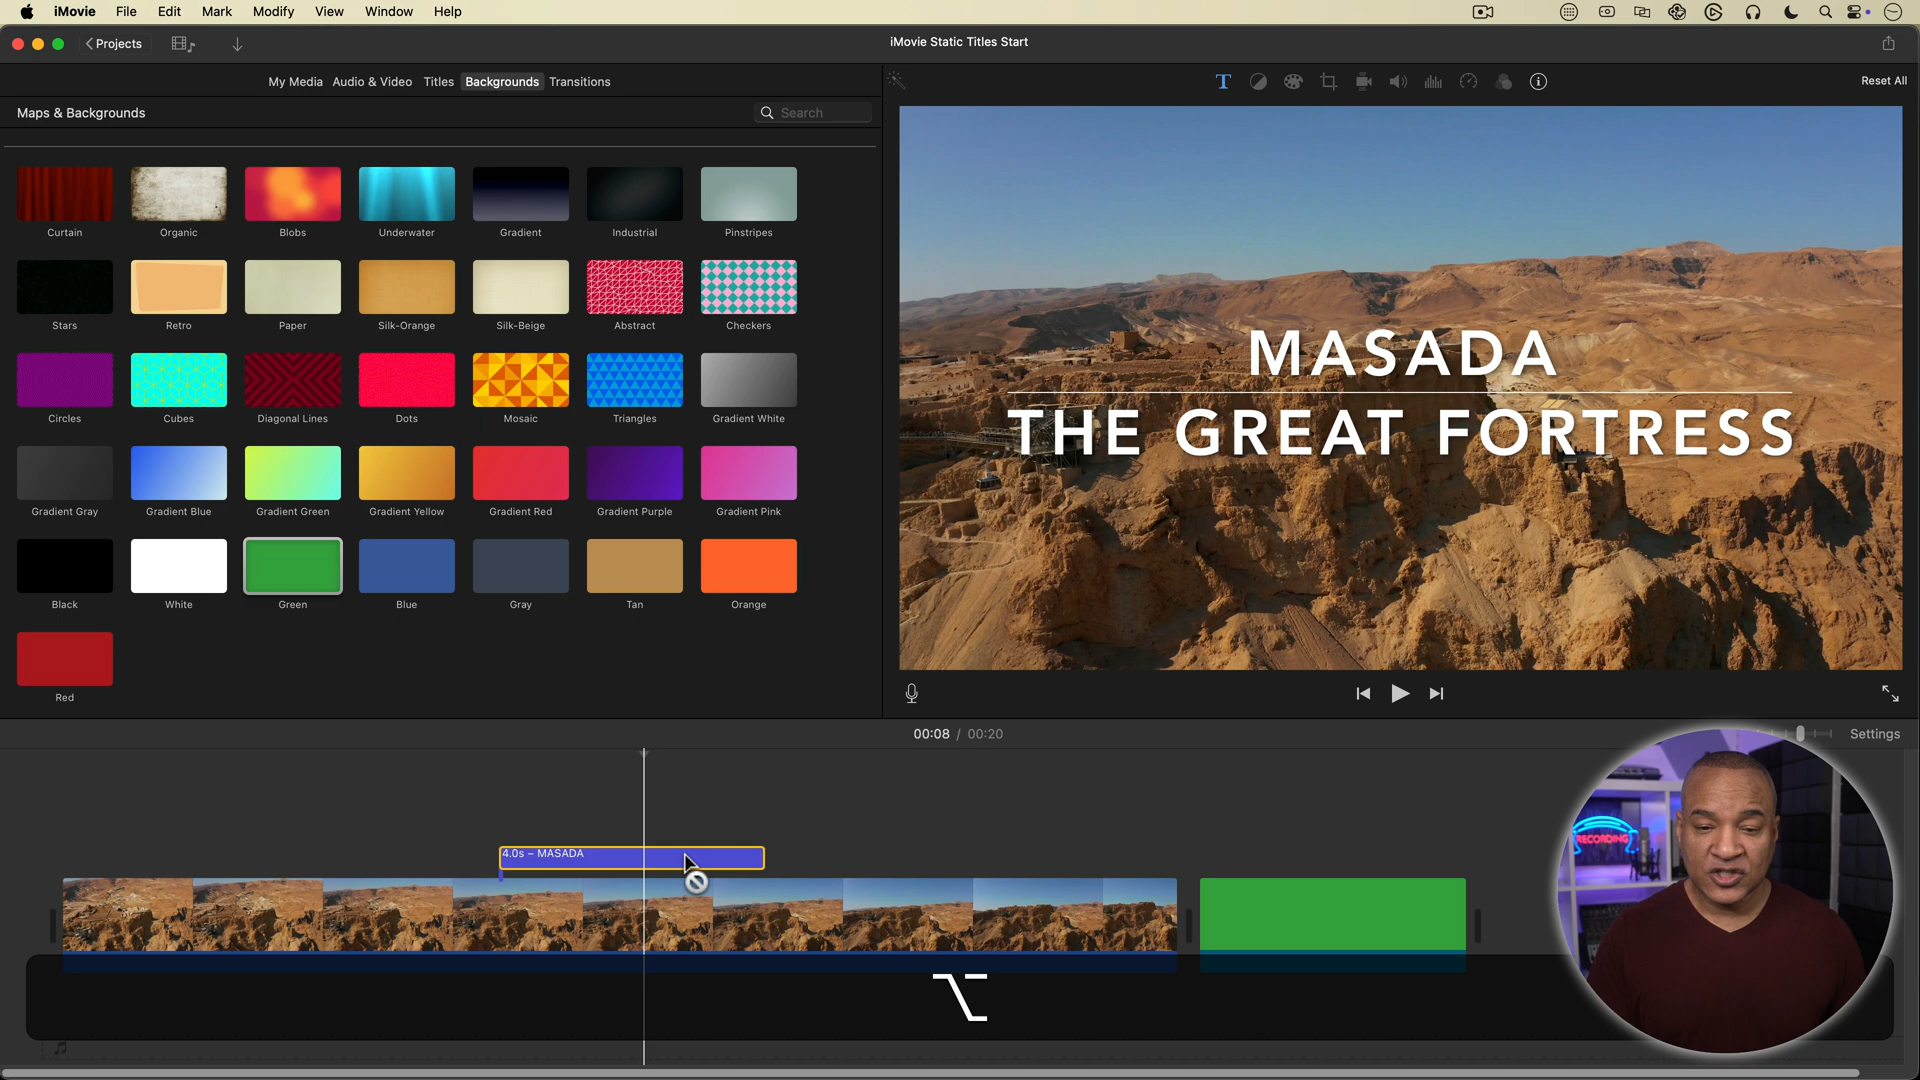 iMovie File Edit Mark Modify View Window Help
Projects
iMovie Static Titles Start
My Media Audio & Video Titles Backgrounds Transitions
Reset All
Maps & Backgrounds
Search
Curtain Organic Blobs Underwater Gradient Industrial Pinstripes
Stars Retro Paper Silk-Orange Silk-Beige Abstract Checkers
Circles Cubes Diagonal Lines Dots Mosaic Triangles Gradient White
Gradient Gray Gradient Blue Gradient Green Gradient Yellow Gradient Red Gradient Purple Gradient Pink
Black White Green Blue Gray Tan Orange
Red
MASADA
THE GREAT FORTRESS
00:08 / 00:20
Settings
4.0s – MASADA
RECORDING